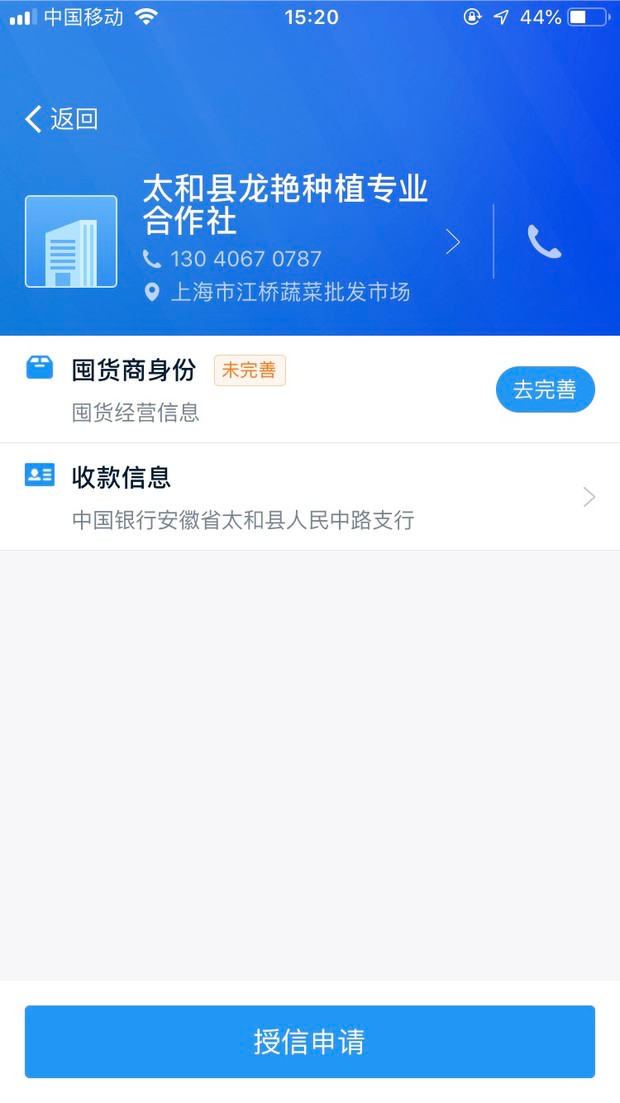 中国移动
15:20
44%
返回
太和县龙艳种植专业
合作社
130 4067 0787
上海市江桥蔬菜批发市场
囤货商身份
未完善
去完善
囤货经营信息
收款信息
中国银行安徽省太和县人民中路支行
授信申请